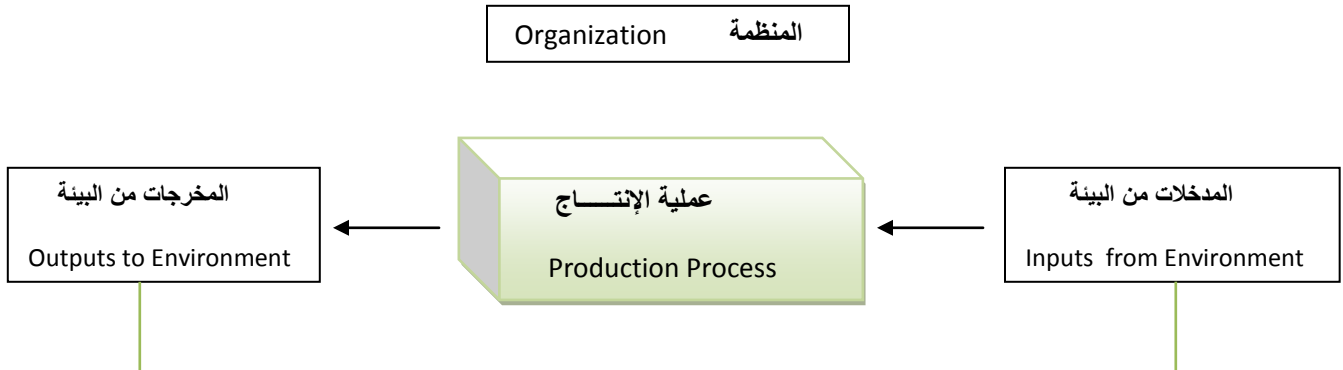 المنظمة Organization
المدخلات من البيئة
Inputs from Environment
عملية الإنتـــــاج
Production Process
المخرجات من البيئة
Outputs to Environment